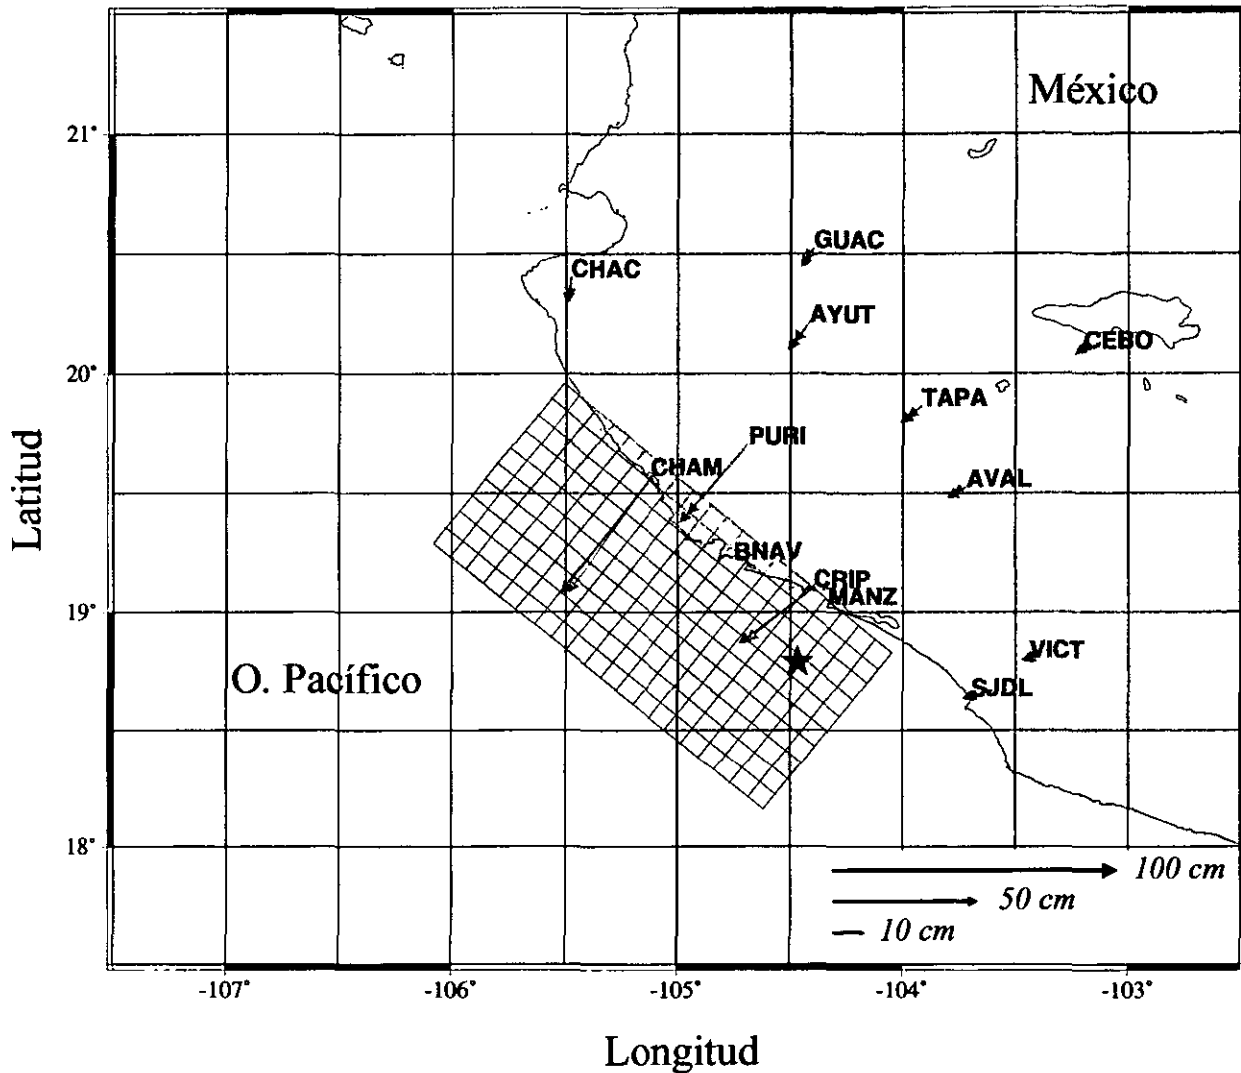 México
21°
GUAC
CHAC
AYUT
CEBO
20°
TAPA
PURI
CHAM
AVAL
BNAV
CRIP
MANZ
19°
VICT
O. Pacífico
SJDL
18°
100 cm
50 cm
10 cm
-107°
-106°
-105°
-104°
-103°
Latitud
Longitud